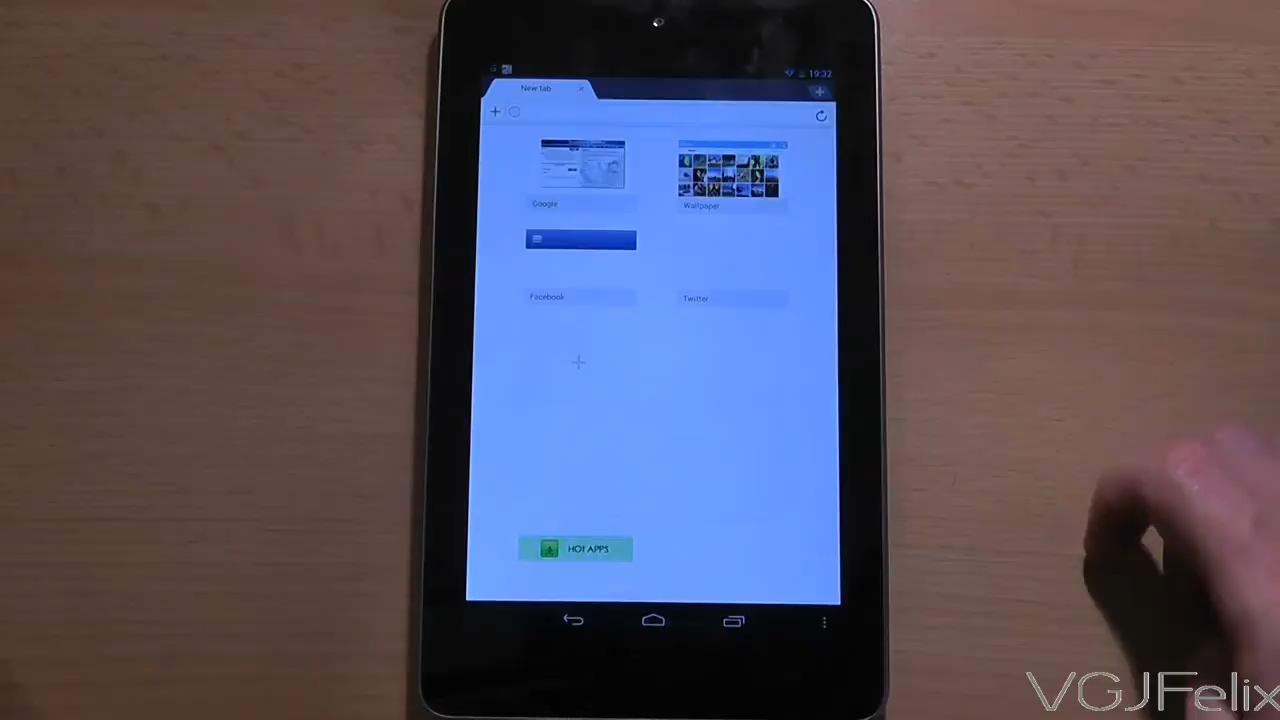 19:32
New tab
Google
Wallpaper
Facebook
Twitter
HOT APPS
VGJFelix